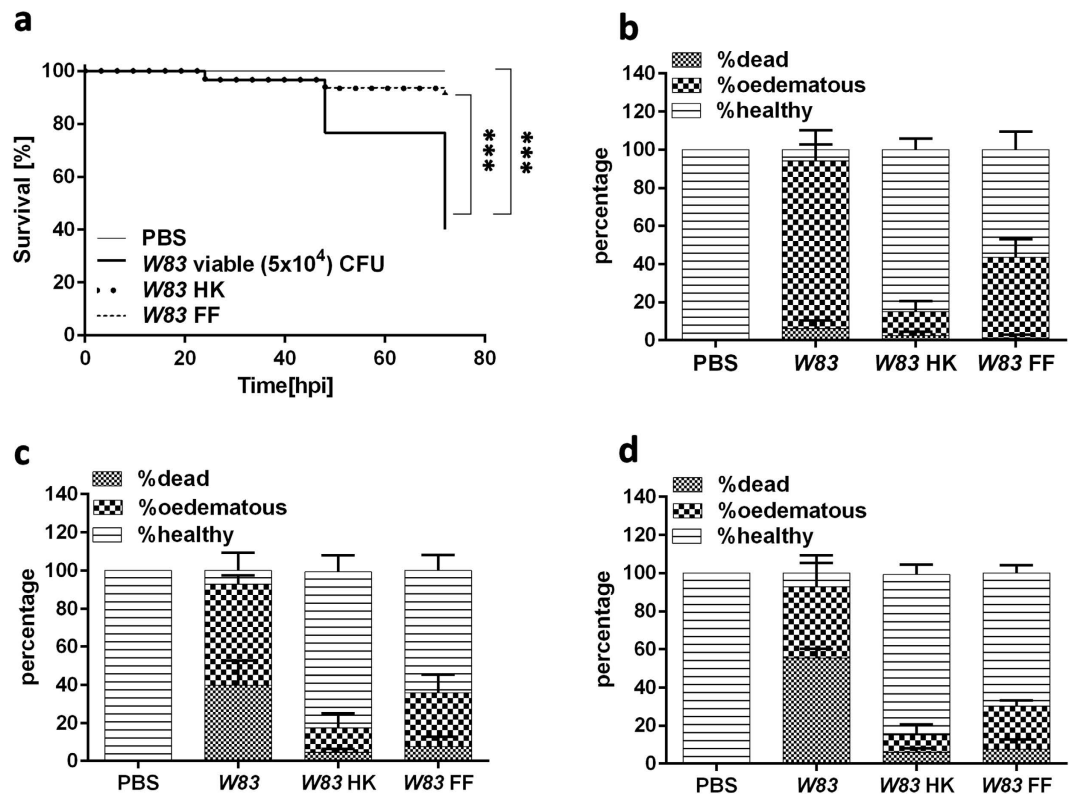 a
Survival [%]
100
80
60
40
20
0
0 20 40 60 80
Time[hpi]
PBS
W83 viable (5x10⁴) CFU
W83 HK
W83 FF
***
***
b
%dead
%oedematous
%healthy
percentage
140
120
100
80
60
40
20
0
PBS W83 W83 HK W83 FF
c
%dead
%oedematous
%healthy
percentage
140
120
100
80
60
40
20
0
PBS W83 W83 HK W83 FF
d
%dead
%oedematous
%healthy
percentage
140
120
100
80
60
40
20
0
PBS W83 W83 HK W83 FF